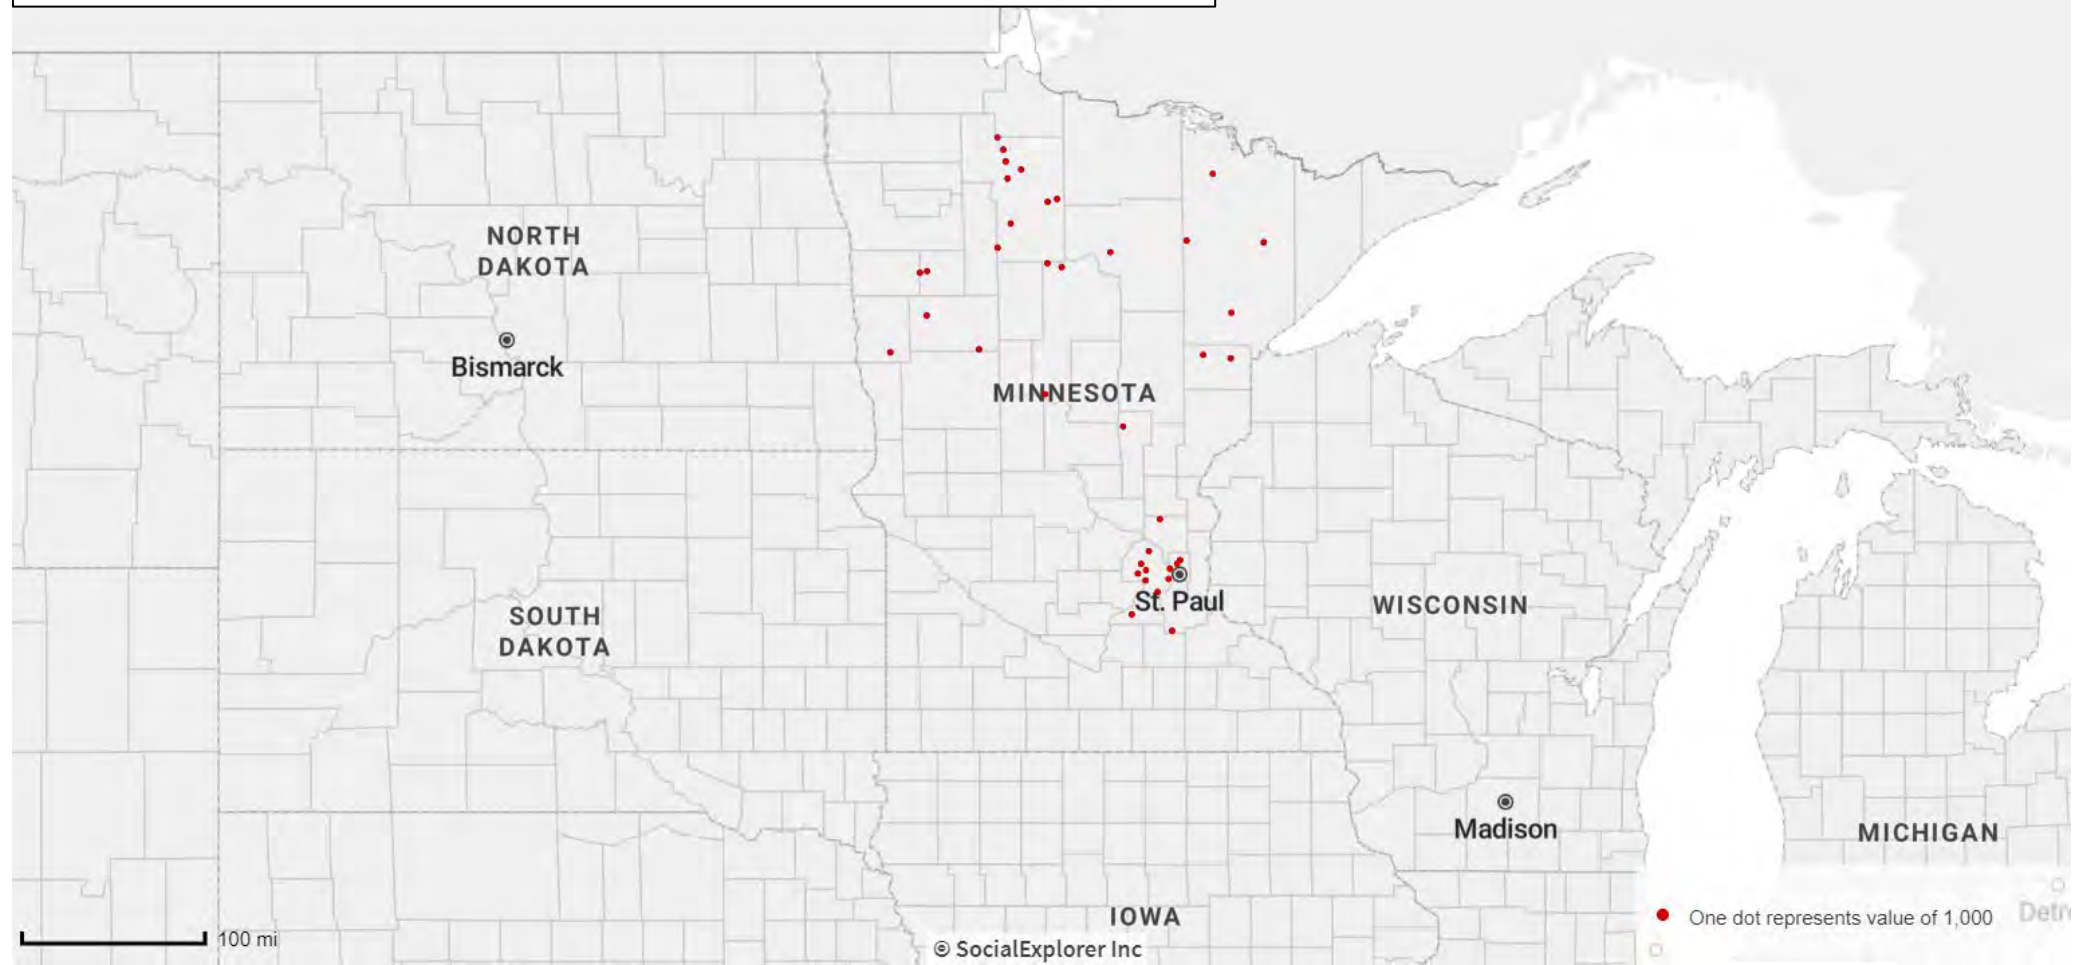 NORTH
DAKOTA
Bismarck
MINNESOTA
SOUTH
DAKOTA
St. Paul
WISCONSIN
Madison
MICHIGAN
IOWA
One dot represents value of 1,000
Detr
100 mi
© SocialExplorer Inc